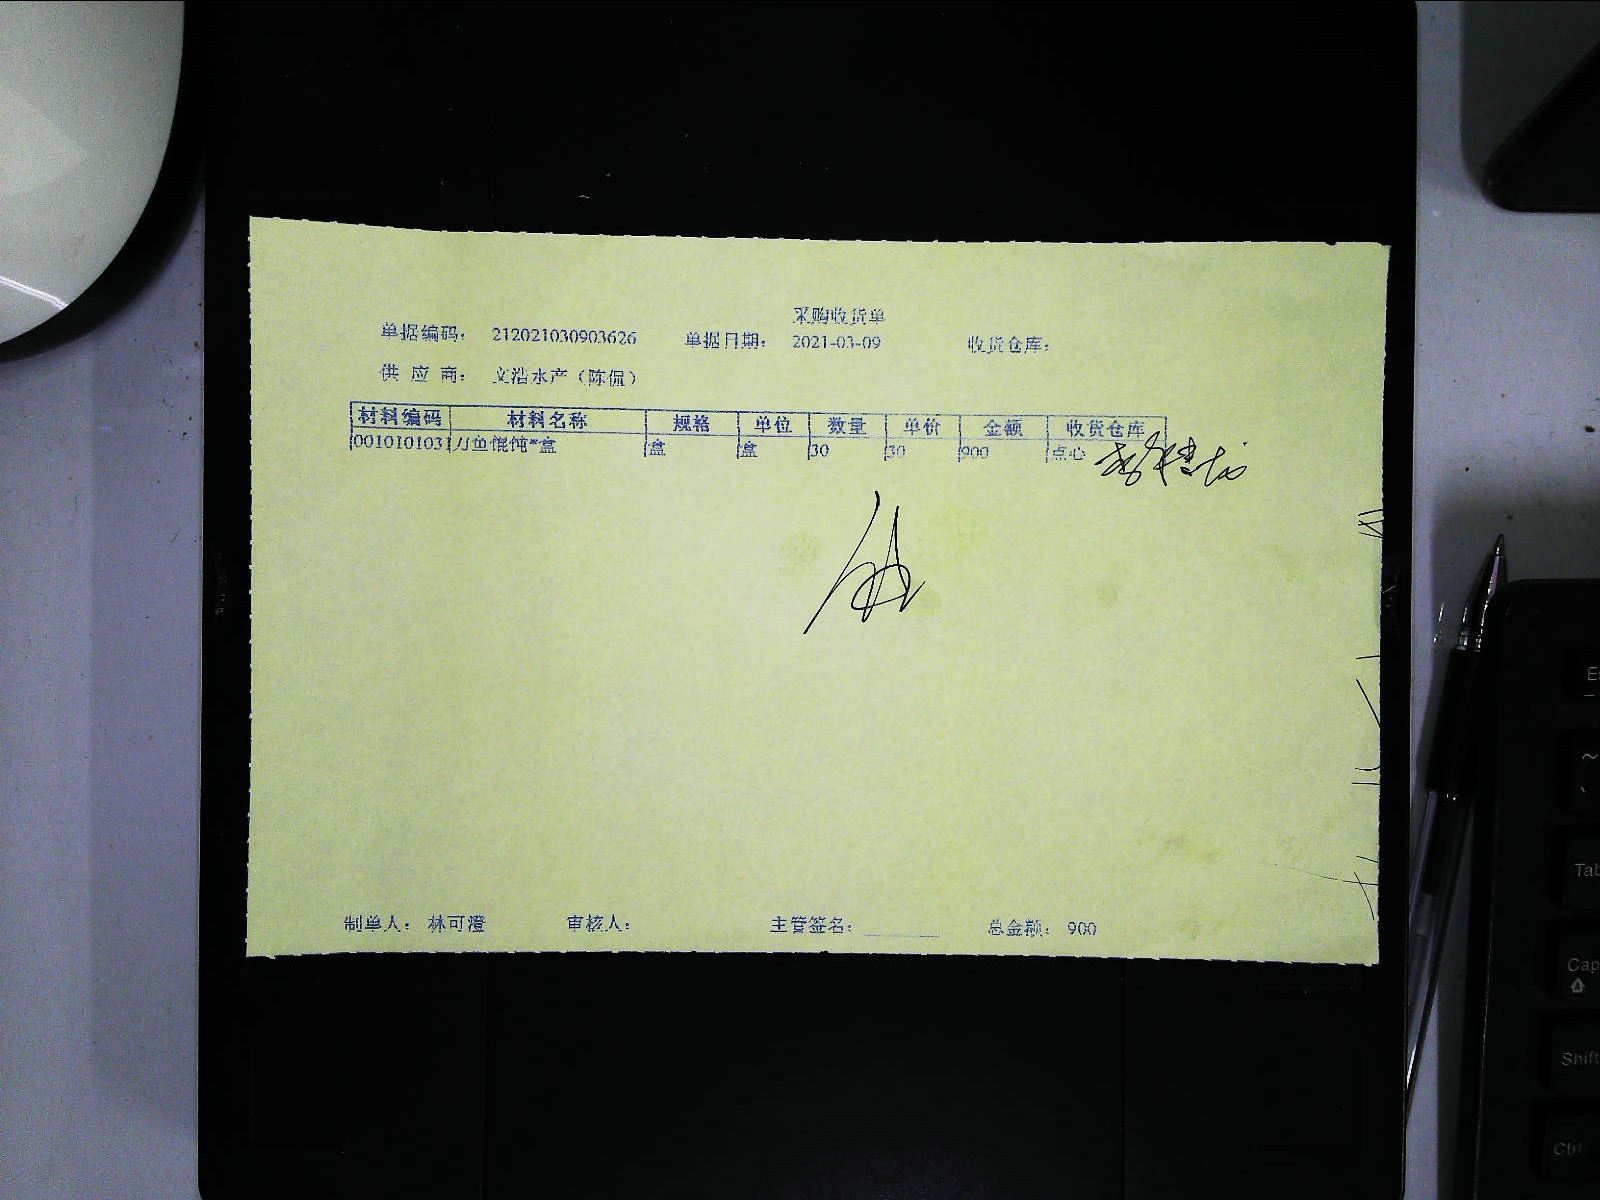 采购收货单
单据编码： 212021030903626 单据日期： 2021-03-09 收货仓库：
供 应 商： 文浩水产（陈侃）
材料编码 材料名称 规格 单位 数量 单价 金额 收货仓库
0010101031 刀鱼馄饨*盒 盒 盒 30 30 900 点心
制单人： 林可澄 审核人： 主管签名： 总金额： 900
Tab
Shift
Ctrl